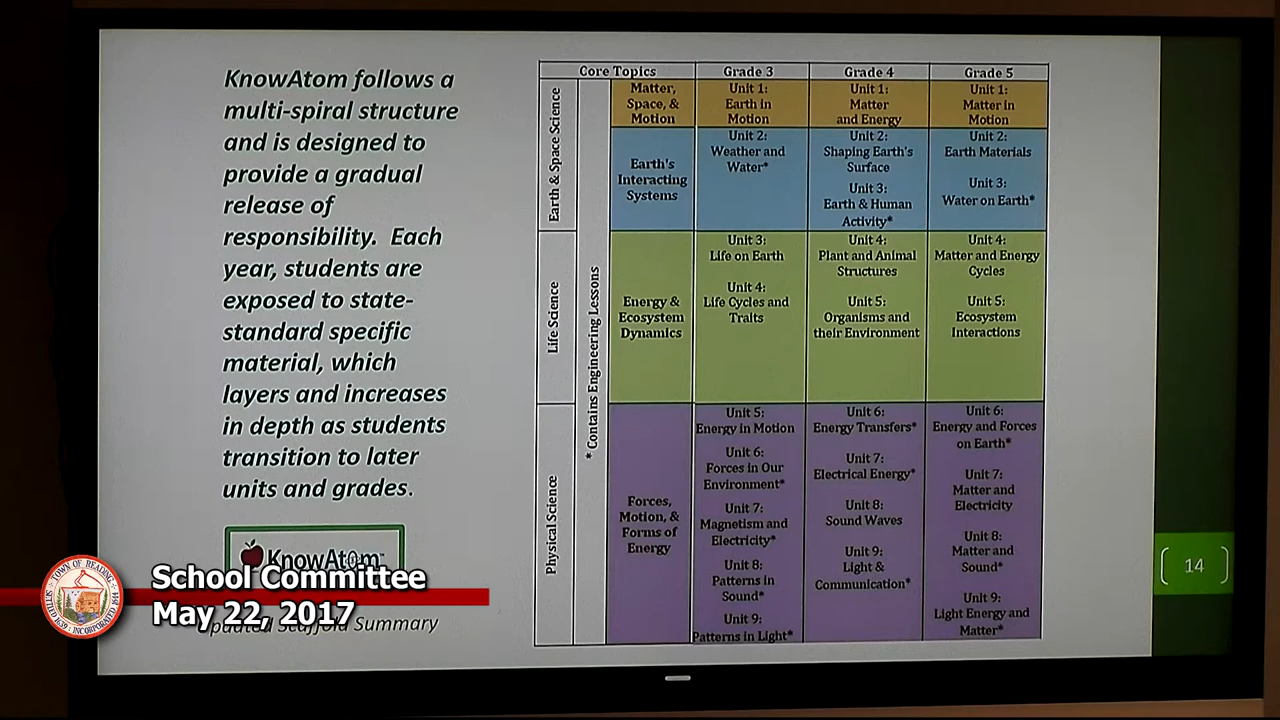 KnowAtom follows a
multi-spiral structure
and is designed to
provide a gradual
release of
responsibility. Each
year, students are
exposed to state-
standard specific
material, which
layers and increases
in depth as students
transition to later
units and grades.
KnowAtom
Scaffold Summary
Core Topics
Grade 3
Grade 4
Grade 5
* Contains Engineering Lessons
Earth & Space Science
Matter,
Space, &
Motion
Unit 1:
Earth in
Motion
Unit 1:
Matter
and Energy
Unit 1:
Matter in
Motion
Earth's
Interacting
Systems
Unit 2:
Weather and
Water*
Unit 2:
Shaping Earth's
Surface
Unit 3:
Earth & Human
Activity*
Unit 2:
Earth Materials
Unit 3:
Water on Earth*
Life Science
Energy &
Ecosystem
Dynamics
Unit 3:
Life on Earth
Unit 4:
Life Cycles and
Traits
Unit 4:
Plant and Animal
Structures
Unit 5:
Organisms and
their Environment
Unit 4:
Matter and Energy
Cycles
Unit 5:
Ecosystem
Interactions
Physical Science
Forces,
Motion, &
Forms of
Energy
Unit 5:
Energy in Motion
Unit 6:
Forces in Our
Environment*
Unit 7:
Magnetism and
Electricity*
Unit 8:
Patterns in
Sound*
Unit 9:
Patterns in Light*
Unit 6:
Energy Transfers*
Unit 7:
Electrical Energy*
Unit 8:
Sound Waves
Unit 9:
Light &
Communication*
Unit 6:
Energy and Forces
on Earth*
Unit 7:
Matter and
Electricity
Unit 8:
Matter and
Sound*
Unit 9:
Light Energy and
Matter*
14
TOWN OF READING
SETTLED 1639 INCORPORATED 1644
School Committee
May 22, 2017